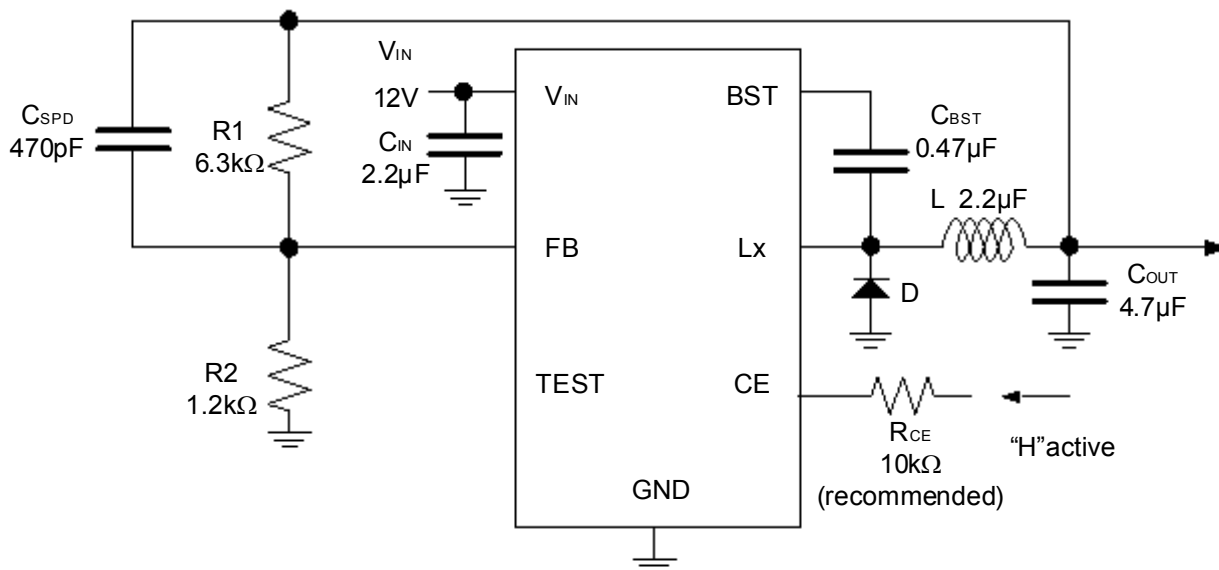 VIN
12V
CIN
2.2µF
CSPD
470pF
R1
6.3kΩ
R2
1.2kΩ
VIN
BST
FB
Lx
TEST
CE
GND
CBST
0.47µF
L 2.2µF
D
COUT
4.7µF
RCE
10kΩ
(recommended)
“H”active